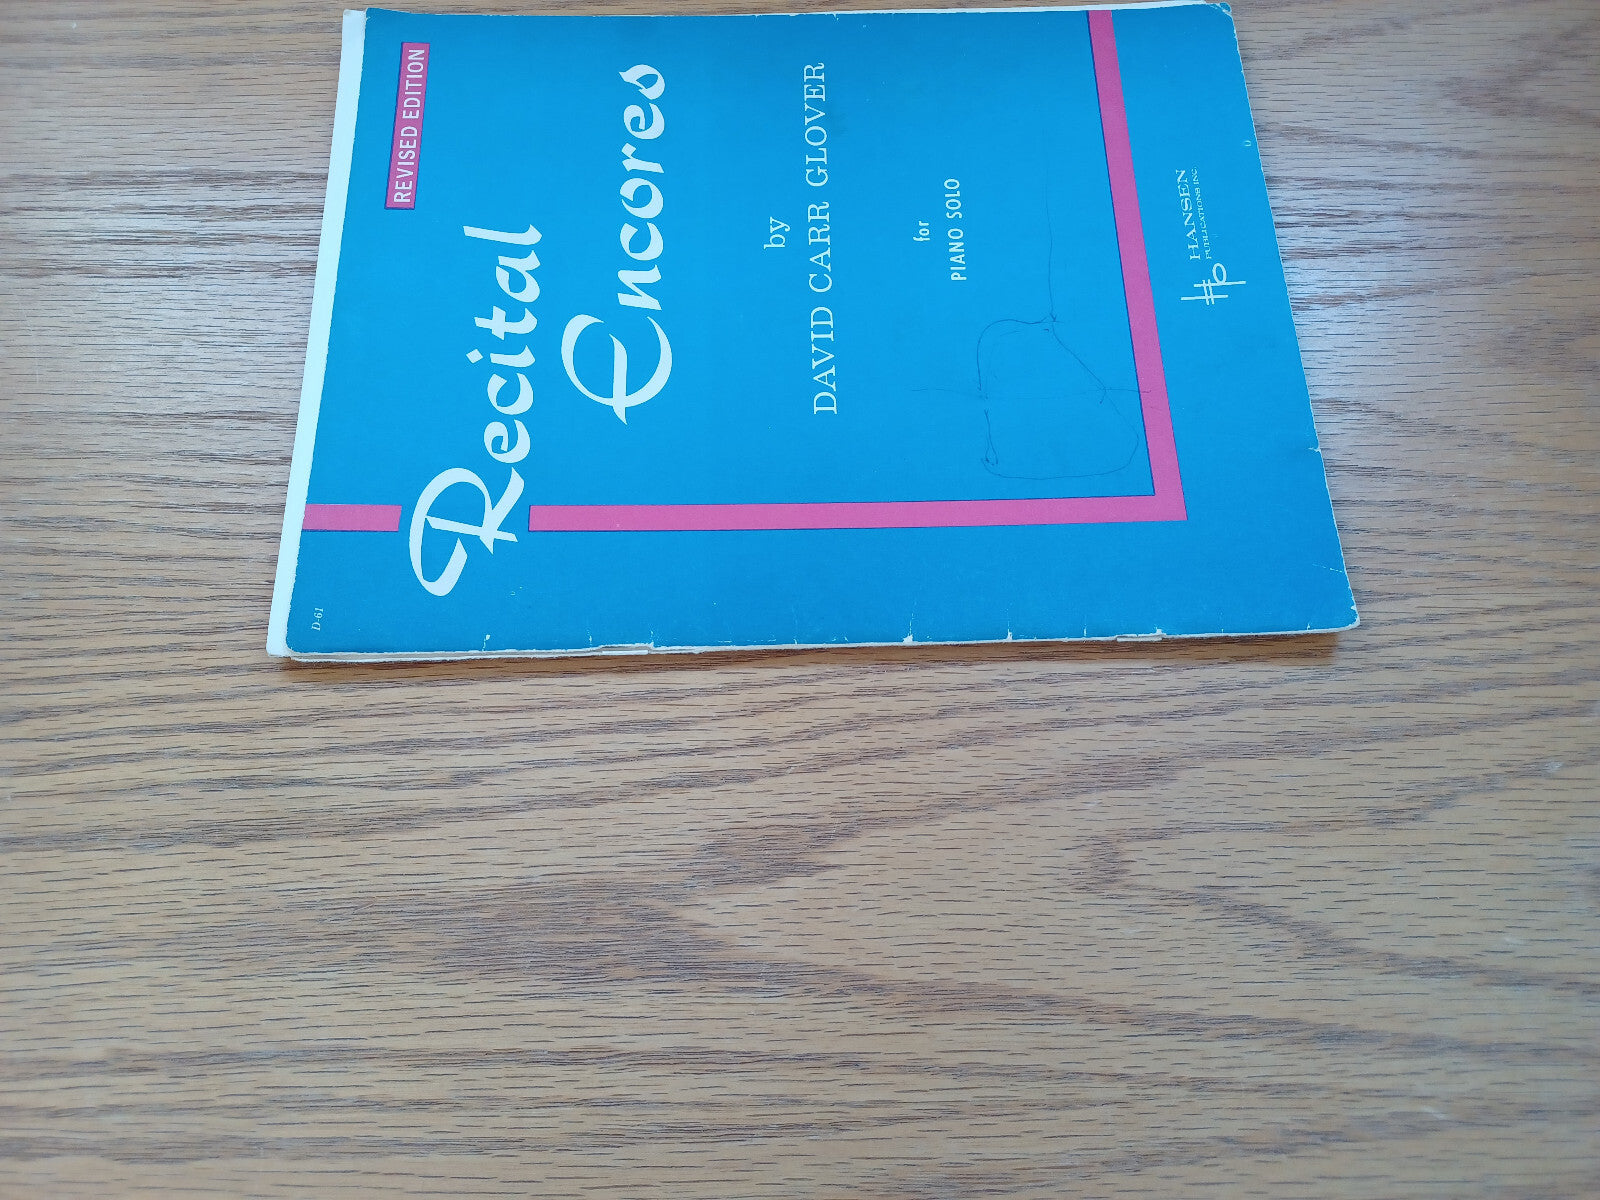 D-61
REVISED EDITION
Recital
Encores
by
DAVID CARR GLOVER
for
PIANO SOLO
HANSEN
PUBLICATIONS INC.